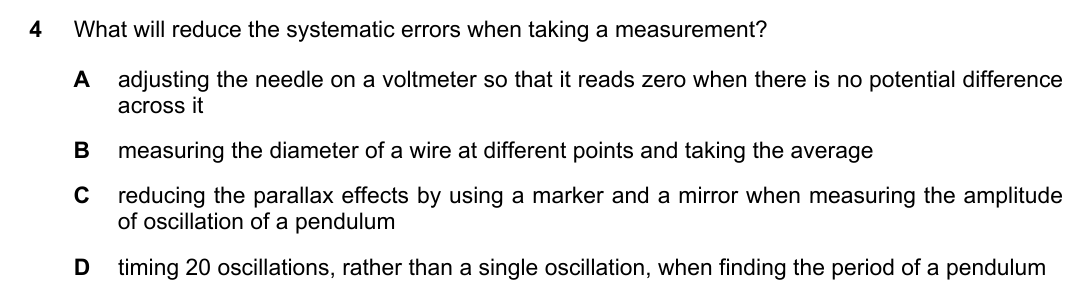 4 What will reduce the systematic errors when taking a measurement?
A adjusting the needle on a voltmeter so that it reads zero when there is no potential difference
across it
B measuring the diameter of a wire at different points and taking the average
C reducing the parallax effects by using a marker and a mirror when measuring the amplitude
of oscillation of a pendulum
D timing 20 oscillations, rather than a single oscillation, when finding the period of a pendulum